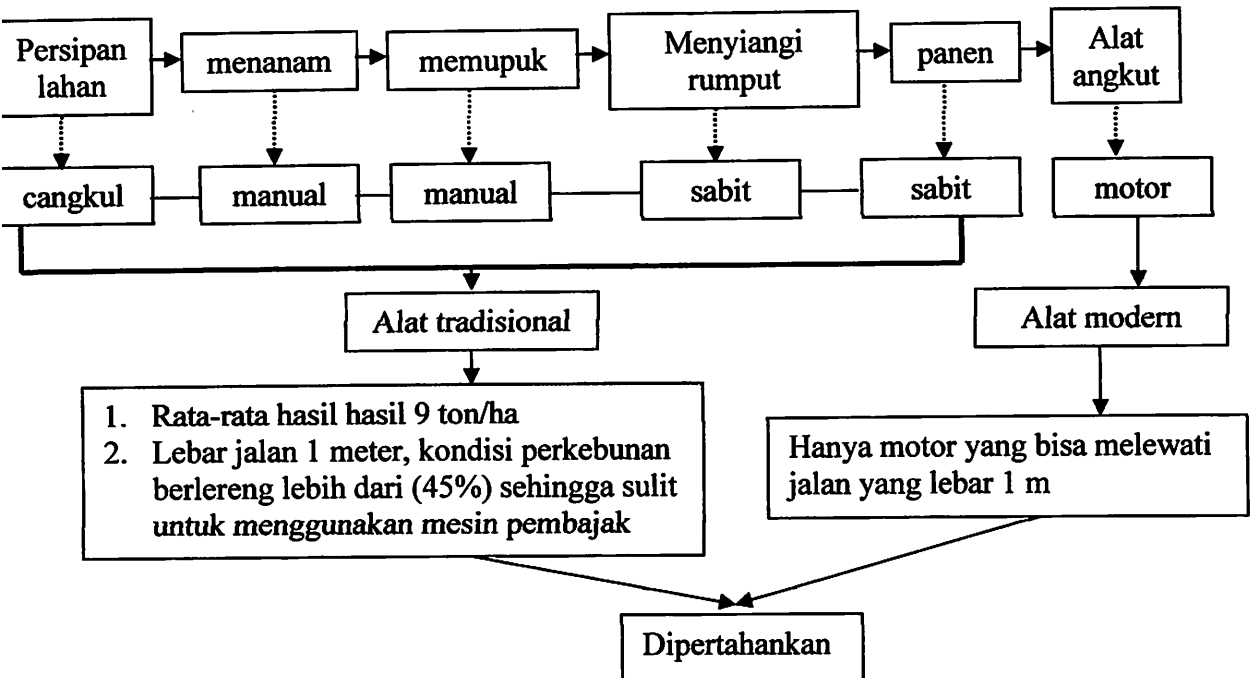 Persipan
lahan
menanam
memupuk
Menyiangi
rumput
panen
Alat
angkut
cangkul
manual
manual
sabit
sabit
motor
Alat tradisional
Alat modern
1. Rata-rata hasil hasil 9 ton/ha
2. Lebar jalan 1 meter, kondisi perkebunan
berlereng lebih dari (45%) sehingga sulit
untuk menggunakan mesin pembajak
Hanya motor yang bisa melewati
jalan yang lebar 1 m
Dipertahankan